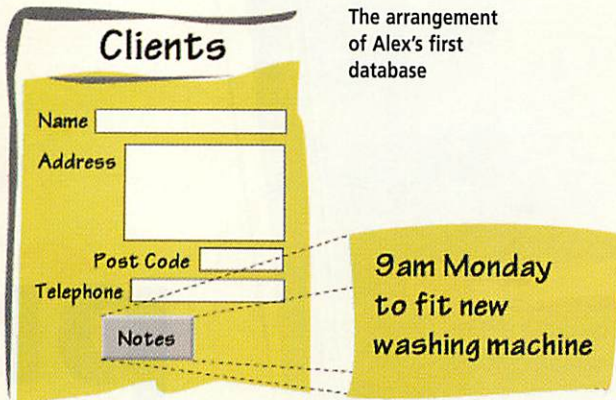 Clients
The arrangement
of Alex's first
database
Name
Address
Post Code
Telephone
Notes
9am Monday
to fit new
washing machine